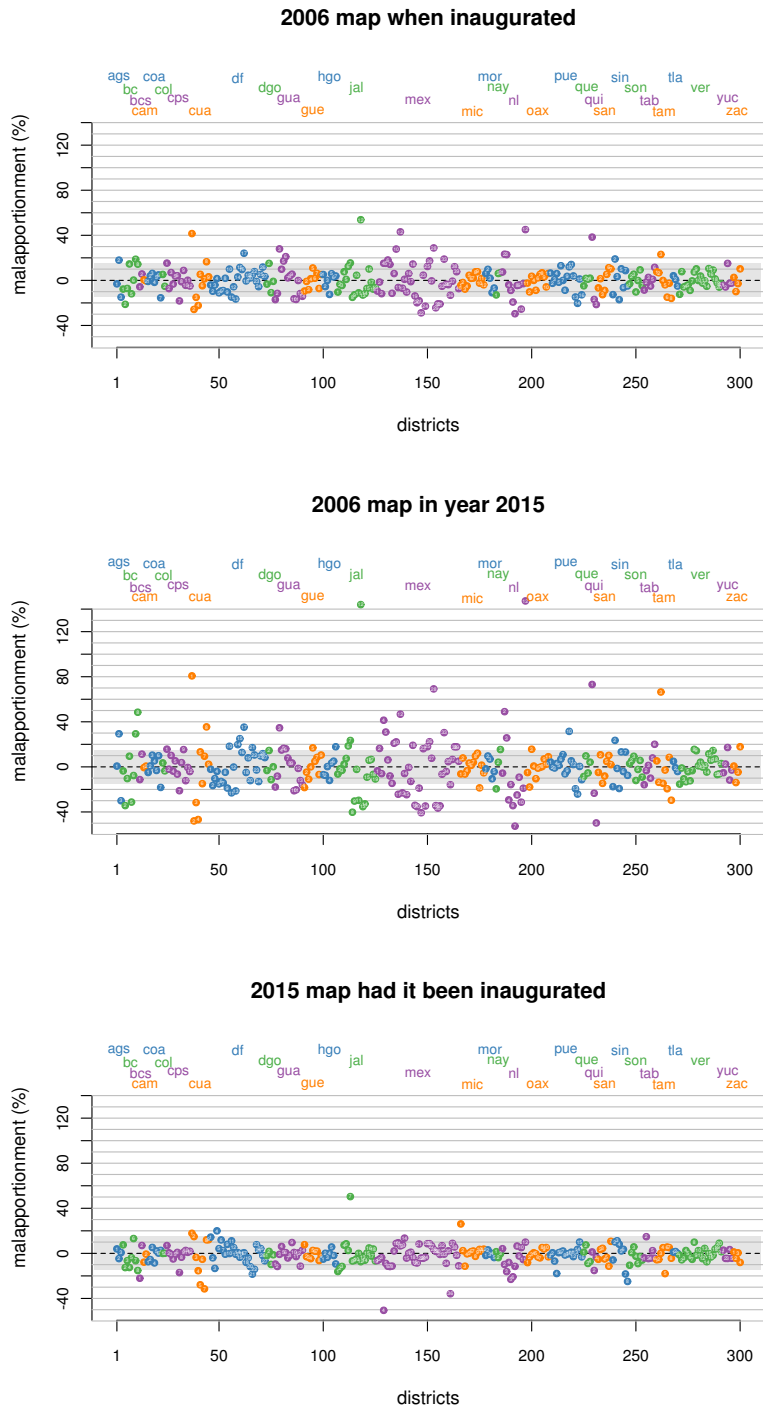 2006 map when inaugurated
ags coa df hgo mor pue sin tla
bc col dgo jal nay que son ver
bcs cps gua mex nl qui tab yuc
cam cua gue mic oax san tam zac
malapportionment (%)
120
80
40
0
-40
1 50 100 150 200 250 300
districts
2006 map in year 2015
ags coa df hgo mor pue sin tla
bc col dgo jal nay que son ver
bcs cps gua mex nl qui tab yuc
cam cua gue mic oax san tam zac
malapportionment (%)
120
80
40
0
-40
1 50 100 150 200 250 300
districts
2015 map had it been inaugurated
ags coa df hgo mor pue sin tla
bc col dgo jal nay que son ver
bcs cps gua mex nl qui tab yuc
cam cua gue mic oax san tam zac
malapportionment (%)
120
80
40
0
-40
1 50 100 150 200 250 300
districts